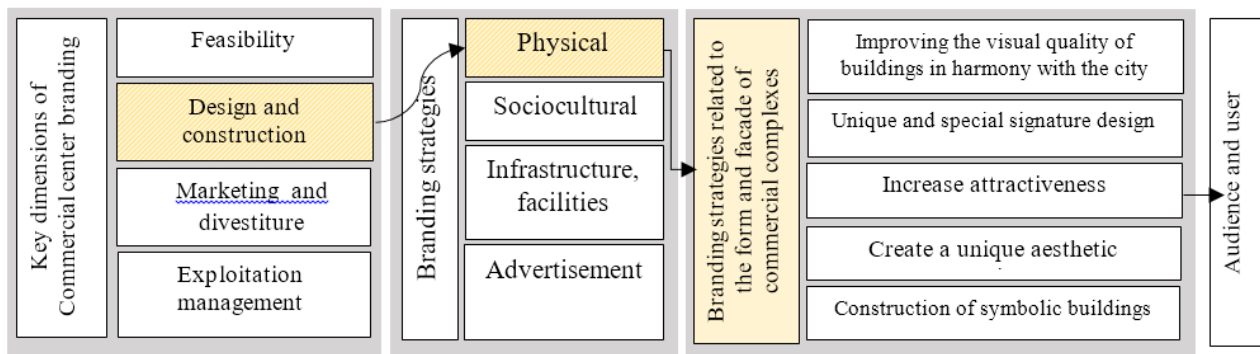 Key dimensions of
Commercial center branding
Feasibility
Design and
construction
Marketing and
divestiture
Exploitation
management
Branding strategies
Physical
Sociocultural
Infrastructure,
facilities
Advertisement
Branding strategies related to
the form and facade of
commercial complexes
Improving the visual quality of
buildings in harmony with the city
Unique and special signature design
Increase attractiveness
Create a unique aesthetic
Construction of symbolic buildings
Audience and user